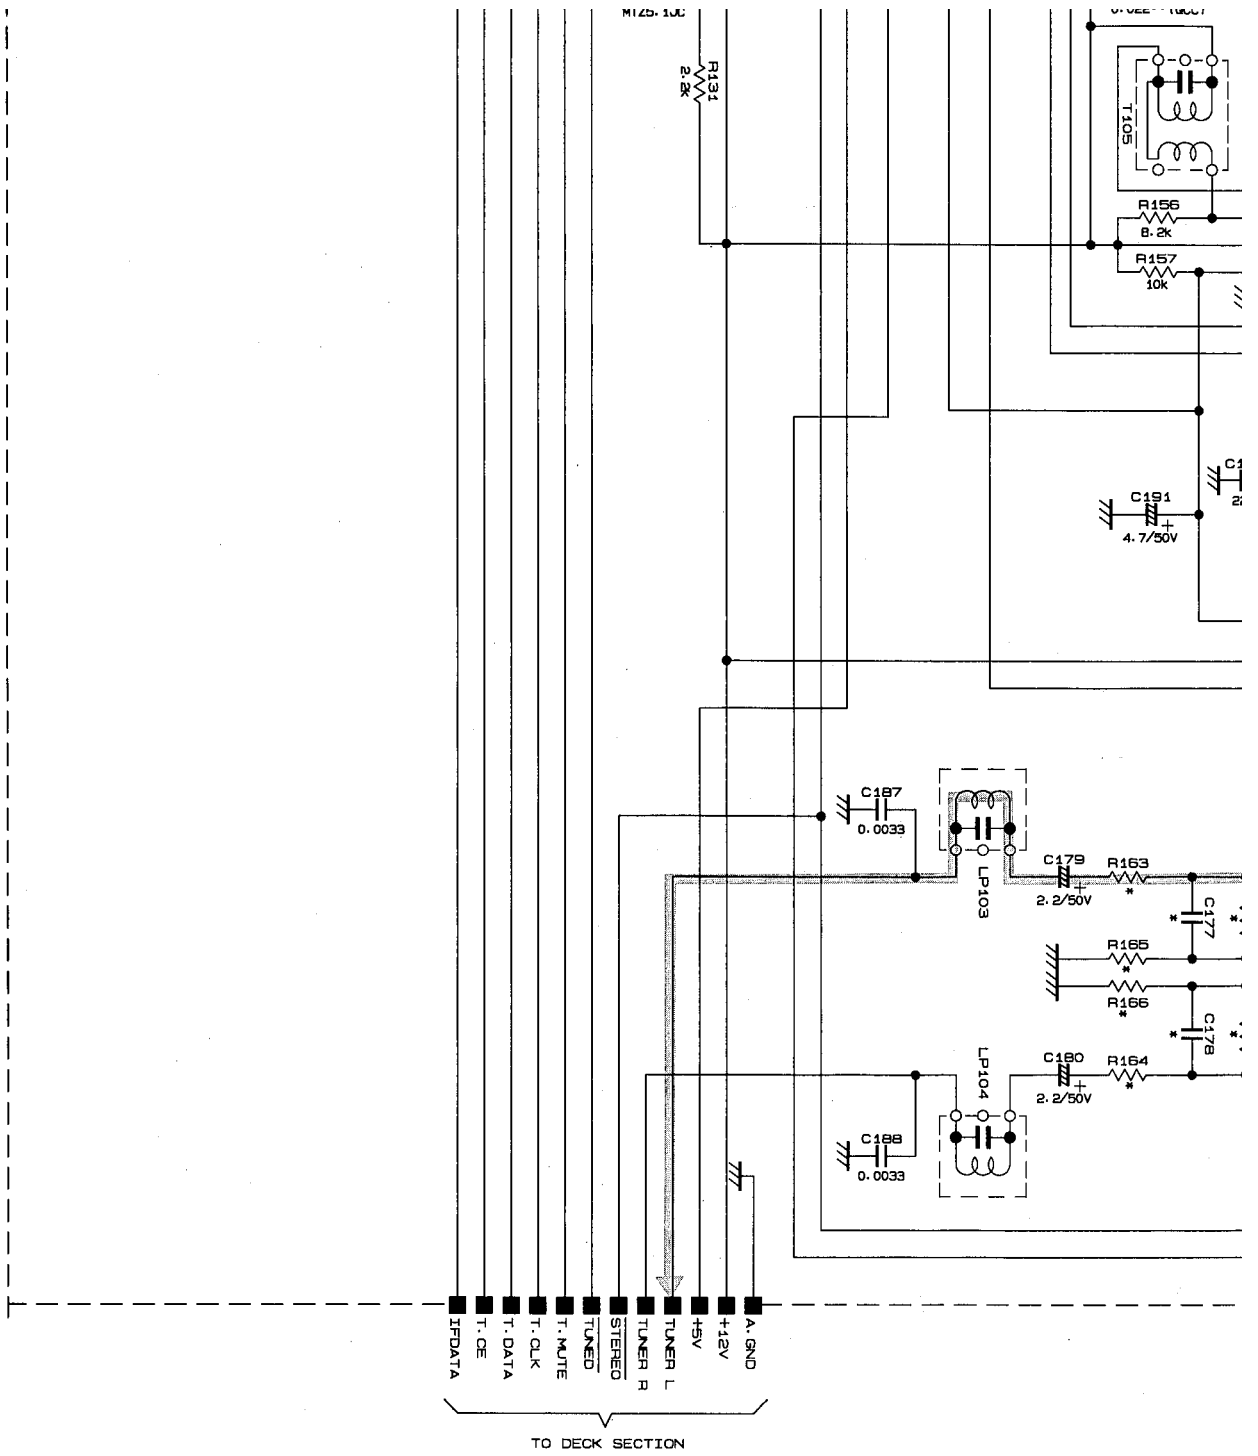 R131
2.2K
T105
R156
8.2K
R157
10K
C191
4.7/50V
C187
0.0033
LP103
C179
2.2/50V
R163
*
C177
*
*
R165
*
R166
*
C178
*
*
LP104
C180
2.2/50V
R164
*
C188
0.0033
IFDATA
T.CE
T.DATA
T.CLK
T.MUTE
TUNED
STEREO
TUNER R
TUNER L
+5V
+12V
A.GND
TO DECK SECTION